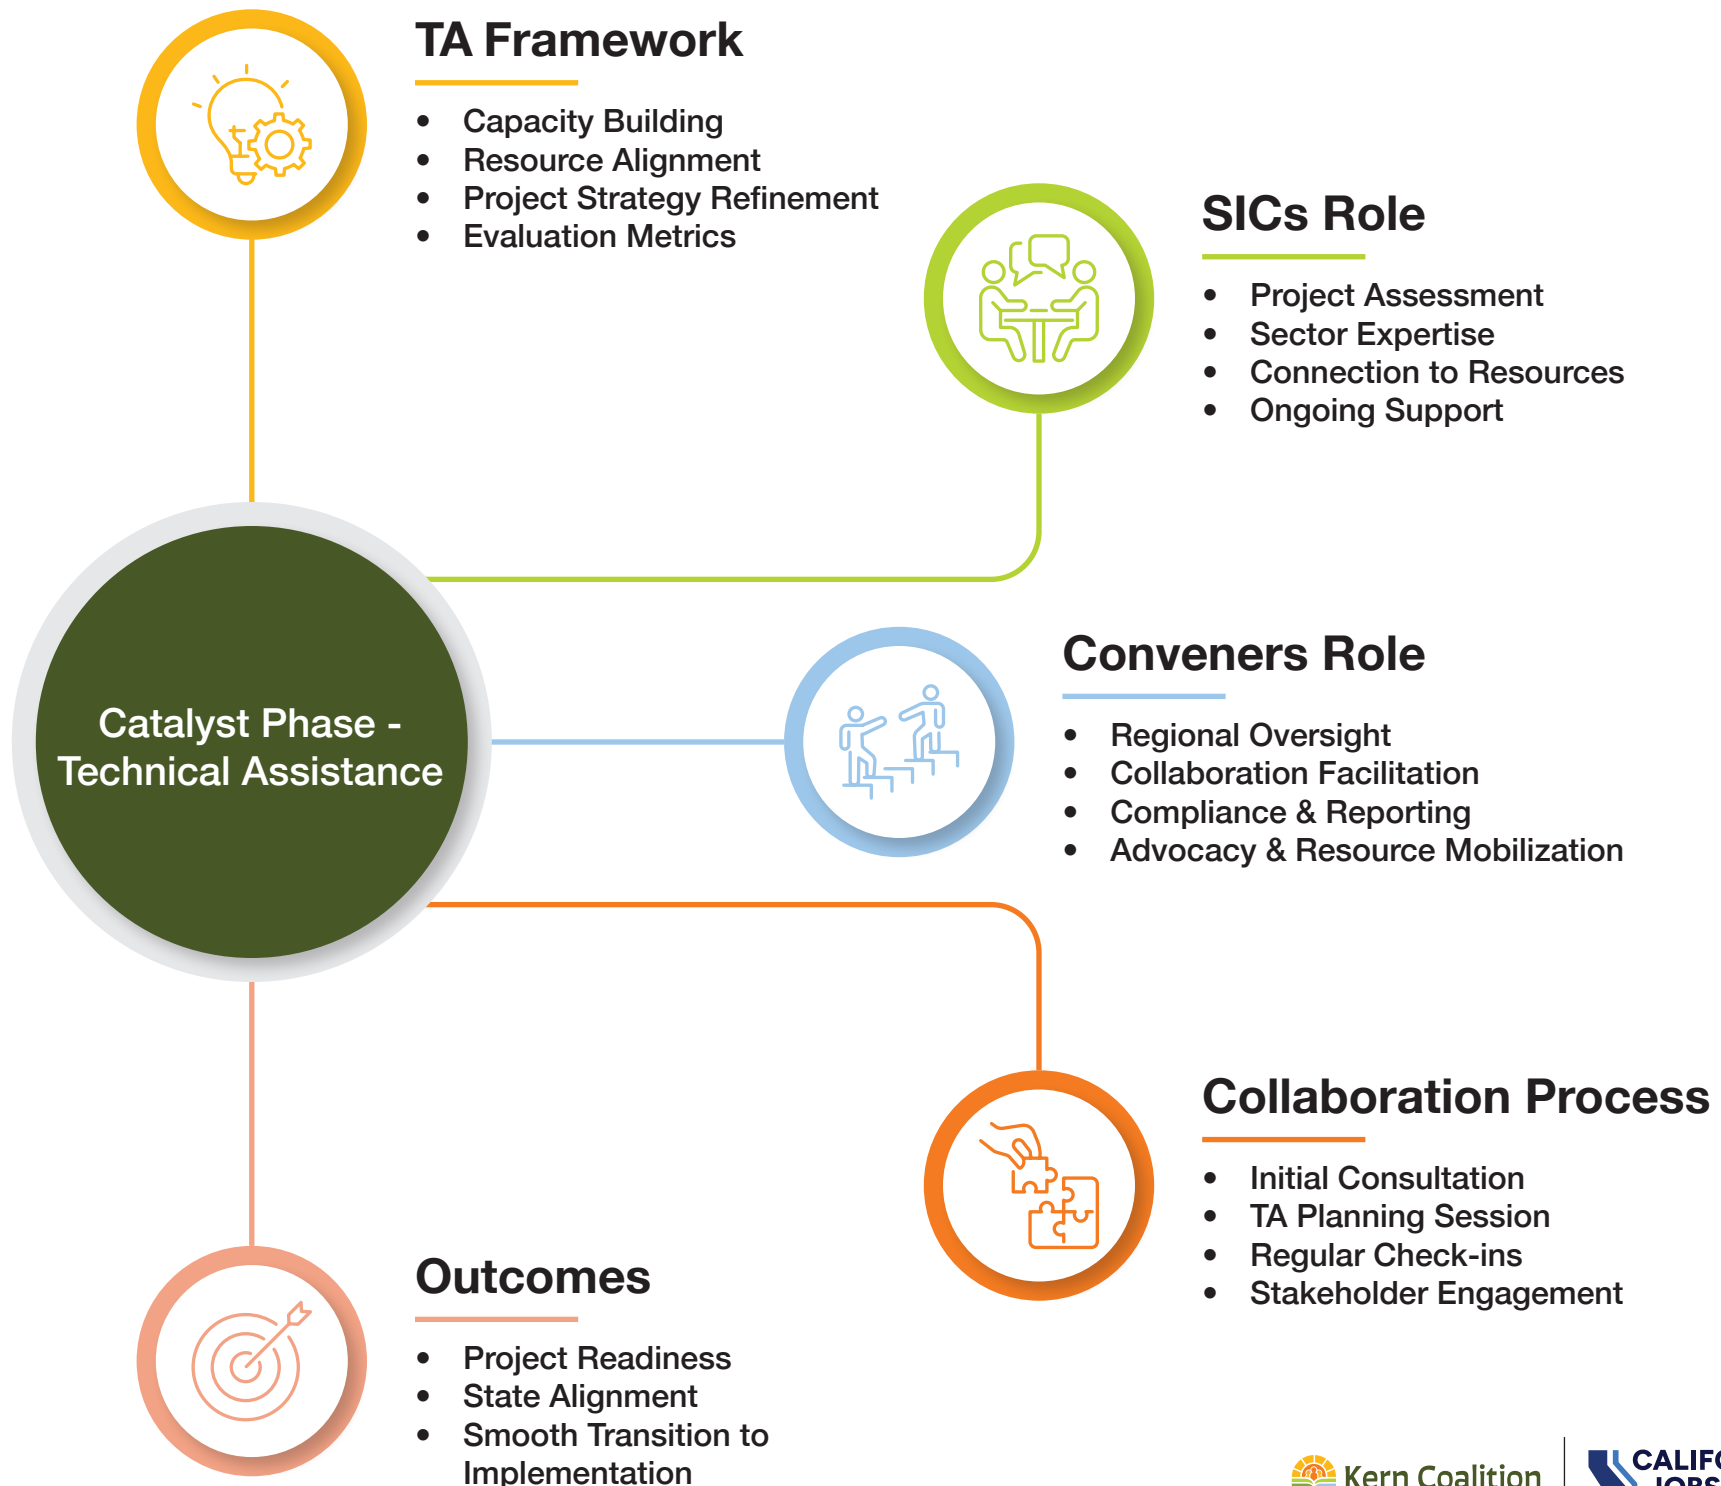 TA Framework
• Capacity Building
• Resource Alignment
• Project Strategy Refinement
• Evaluation Metrics
SICs Role
• Project Assessment
• Sector Expertise
• Connection to Resources
• Ongoing Support
Catalyst Phase -
Technical Assistance
Conveners Role
• Regional Oversight
• Collaboration Facilitation
• Compliance & Reporting
• Advocacy & Resource Mobilization
Collaboration Process
• Initial Consultation
• TA Planning Session
• Regular Check-ins
• Stakeholder Engagement
Outcomes
• Project Readiness
• State Alignment
• Smooth Transition to
Implementation
Kern Coalition